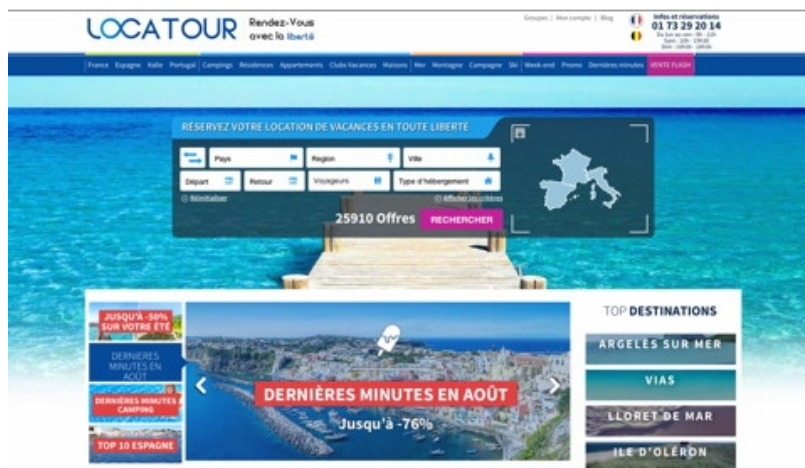 LOCATOUR
Rendez-Vous
avec la liberté
Groupes | Mon compte | Blog
Infos et réservations
01 73 29 20 14
France Espagne Italie Portugal Campings Résidences Appartements Clubs Vacances Maisons Mer Montagne Campagne Ski Week-end Promo Dernières minutes VENTE FLASH
RÉSERVEZ VOTRE LOCATION DE VACANCES EN TOUTE LIBERTÉ
Pays Region Ville
Départ Retour Voyageurs Type d'hébergement
Réinitialiser Afficher les critères
25910 Offres RECHERCHER
JUSQU'À -50%
SUR VOTRE ÉTÉ
DERNIÈRES
MINUTES EN
AOÛT
DERNIÈRES MINUTES
CAMPING
TOP 10 ESPAGNE
DERNIÈRES MINUTES EN AOÛT
Jusqu'à -76%
TOP DESTINATIONS
ARGELÈS SUR MER
VIAS
LLORET DE MAR
ILE D'OLÉRON